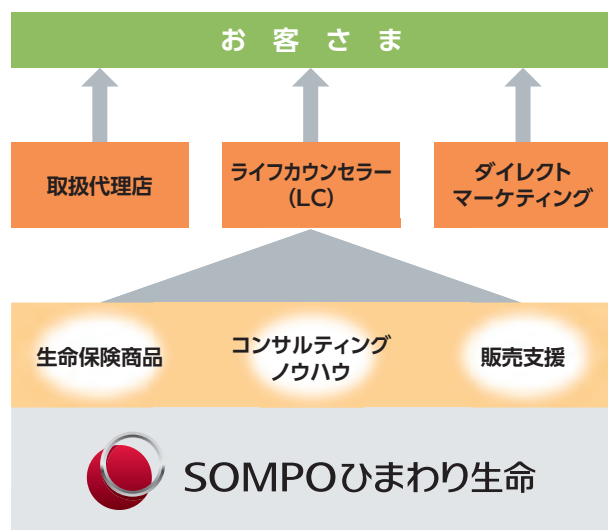 お客さま
取扱代理店
ライフカウンセラー
(LC)
ダイレクト
マーケティング
生命保険商品
コンサルティング
ノウハウ
販売支援
SOMPOひまわり生命